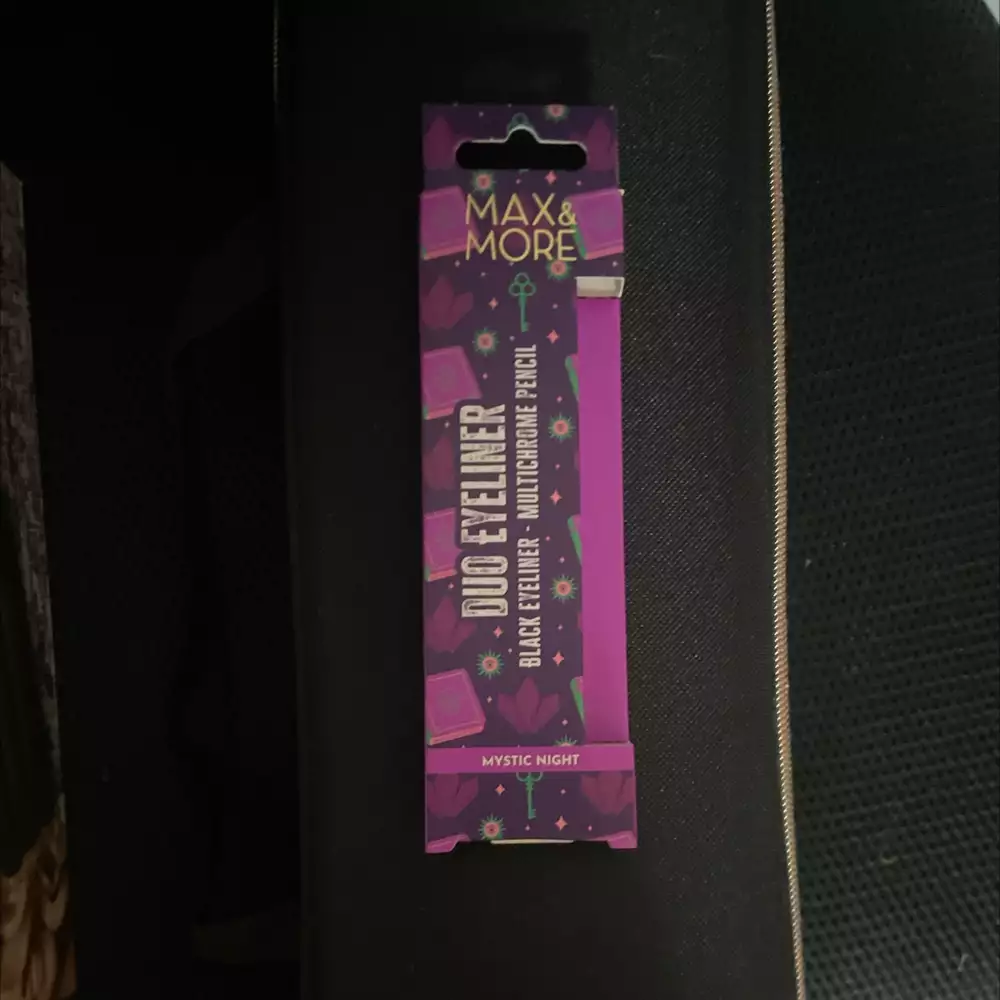 MAX&
MORE
DUO EYELINER
BLACK EYELINER - MULTICHROME PENCIL
MYSTIC NIGHT